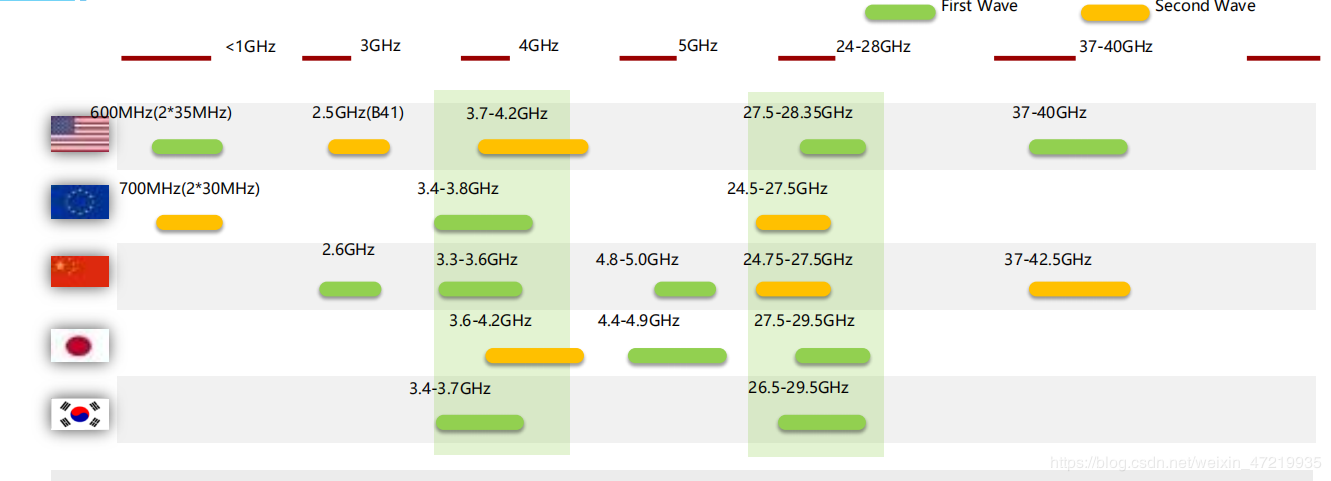 First Wave Second Wave
<1GHz 3GHz 4GHz 5GHz 24-28GHz 37-40GHz
600MHz(2*35MHz) 2.5GHz(B41) 3.7-4.2GHz 27.5-28.35GHz 37-40GHz
700MHz(2*30MHz) 3.4-3.8GHz 24.5-27.5GHz
2.6GHz
3.3-3.6GHz 4.8-5.0GHz 24.75-27.5GHz 37-42.5GHz
3.6-4.2GHz 4.4-4.9GHz 27.5-29.5GHz
3.4-3.7GHz 26.5-29.5GHz
https://blog.csdn.net/weixin_47219935